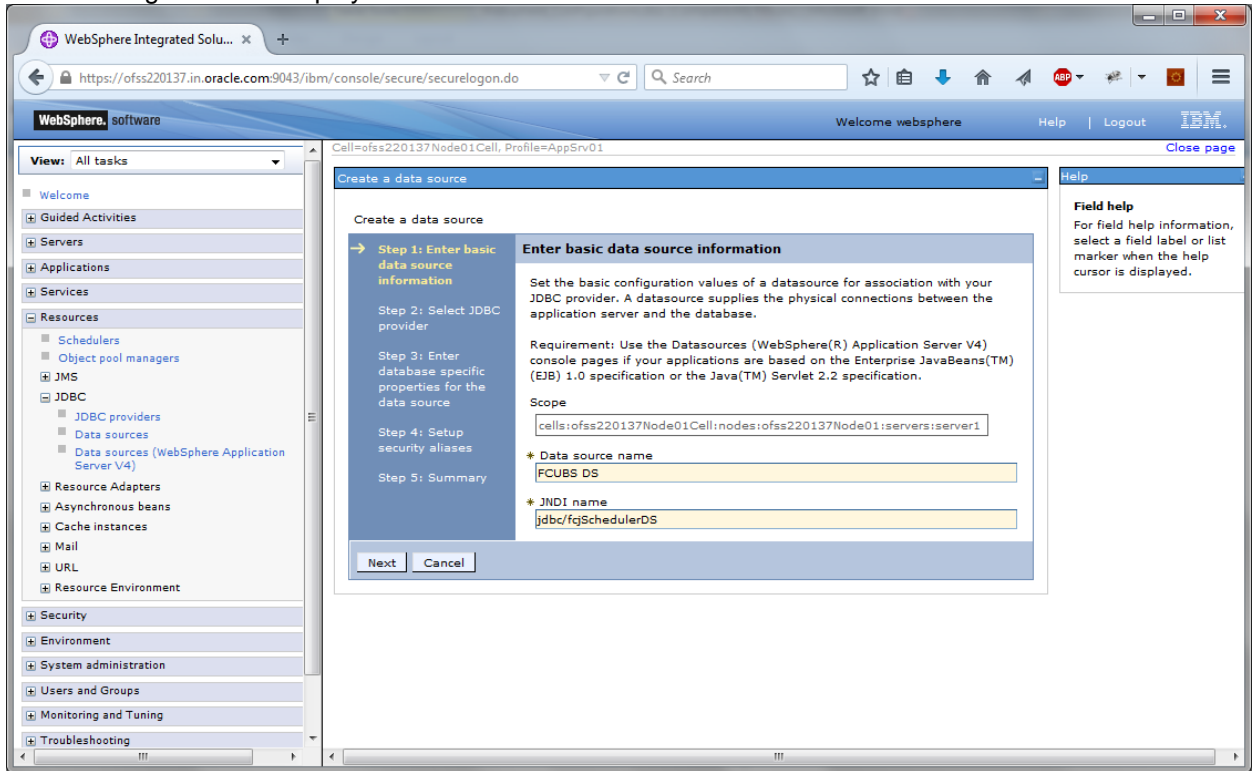 WebSphere Integrated Solu... × +
https://ofss220137.in.oracle.com:9043/ibm/console/secure/securelogon.do
Search
ABP
WebSphere. software
Welcome websphere
Help | Logout
IBM.
View: All tasks
Cell=ofss220137Node01Cell, Profile=AppSrv01
Close page
Welcome
Guided Activities
Servers
Applications
Services
Resources
Schedulers
Object pool managers
JMS
JDBC
JDBC providers
Data sources
Data sources (WebSphere Application
Server V4)
Resource Adapters
Asynchronous beans
Cache instances
Mail
URL
Resource Environment
Security
Environment
System administration
Users and Groups
Monitoring and Tuning
Troubleshooting
Create a data source
Create a data source
Step 1: Enter basic
data source
information
Step 2: Select JDBC
provider
Step 3: Enter
database specific
properties for the
data source
Step 4: Setup
security aliases
Step 5: Summary
Enter basic data source information
Set the basic configuration values of a datasource for association with your
JDBC provider. A datasource supplies the physical connections between the
application server and the database.
Requirement: Use the Datasources (WebSphere(R) Application Server V4)
console pages if your applications are based on the Enterprise JavaBeans(TM)
(EJB) 1.0 specification or the Java(TM) Servlet 2.2 specification.
Scope
cells:ofss220137Node01Cell:nodes:ofss220137Node01:servers:server1
* Data source name
FCUBS DS
* JNDI name
jdbc/fcjSchedulerDS
Next
Cancel
Help
Field help
For field help information,
select a field label or list
marker when the help
cursor is displayed.